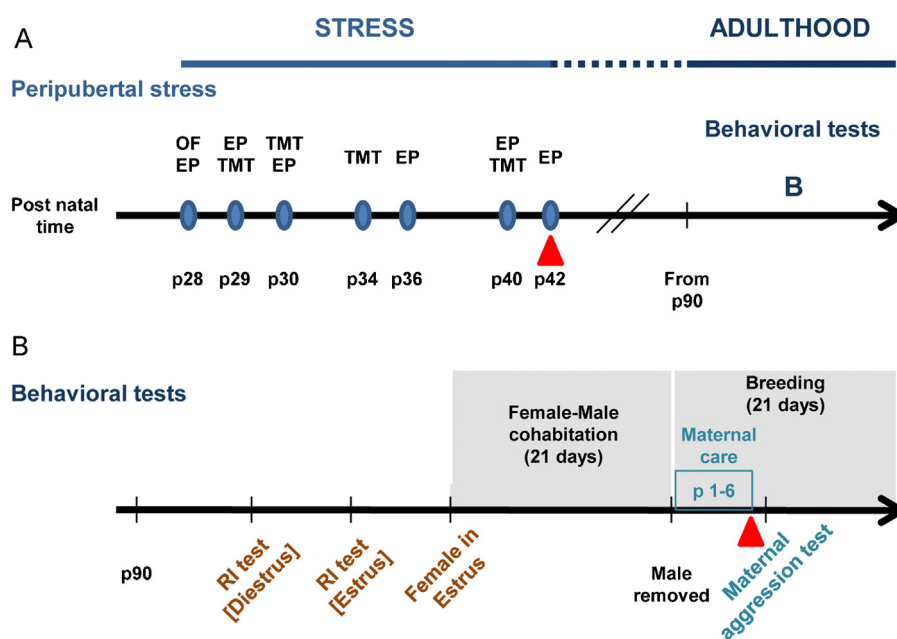 A
STRESS
ADULTHOOD
Peripubertal stress
Behavioral tests
OF
EP
EP
TMT
TMT
EP
TMT
EP
EP
TMT
EP
B
Post natal
time
p28
p29
p30
p34
p36
p40
p42
From
p90
B
Behavioral tests
Female-Male
cohabitation
(21 days)
Breeding
(21 days)
Maternal
care
p 1-6
p90
RI test
[Diestrus]
RI test
[Estrus]
Female in
Estrus
Male
removed
Maternal
aggression test